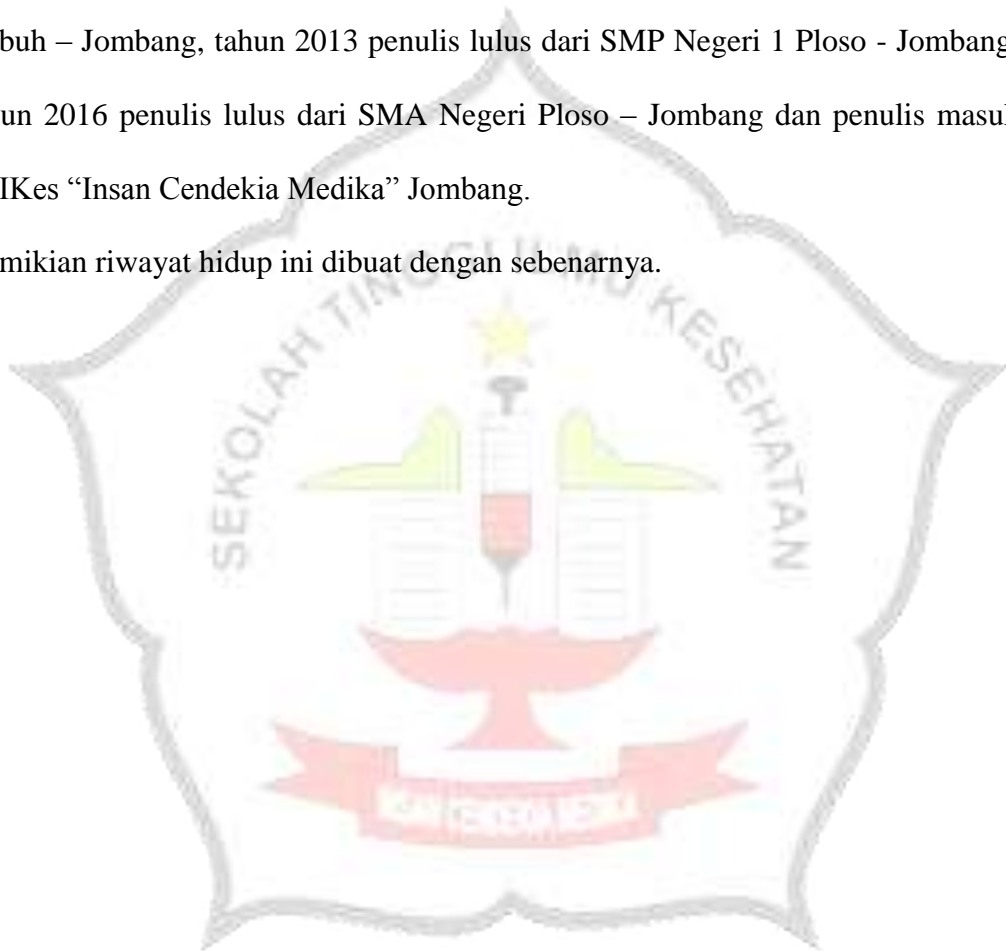 buh – Jombang, tahun 2013 penulis lulus dari SMP Negeri 1 Ploso - Jombang
un 2016 penulis lulus dari SMA Negeri Ploso – Jombang dan penulis masu
IKes “Insan Cendekia Medika” Jombang.
mikian riwayat hidup ini dibuat dengan sebenarnya.
SEKOLAH TINGGI ILMU KESEHATAN